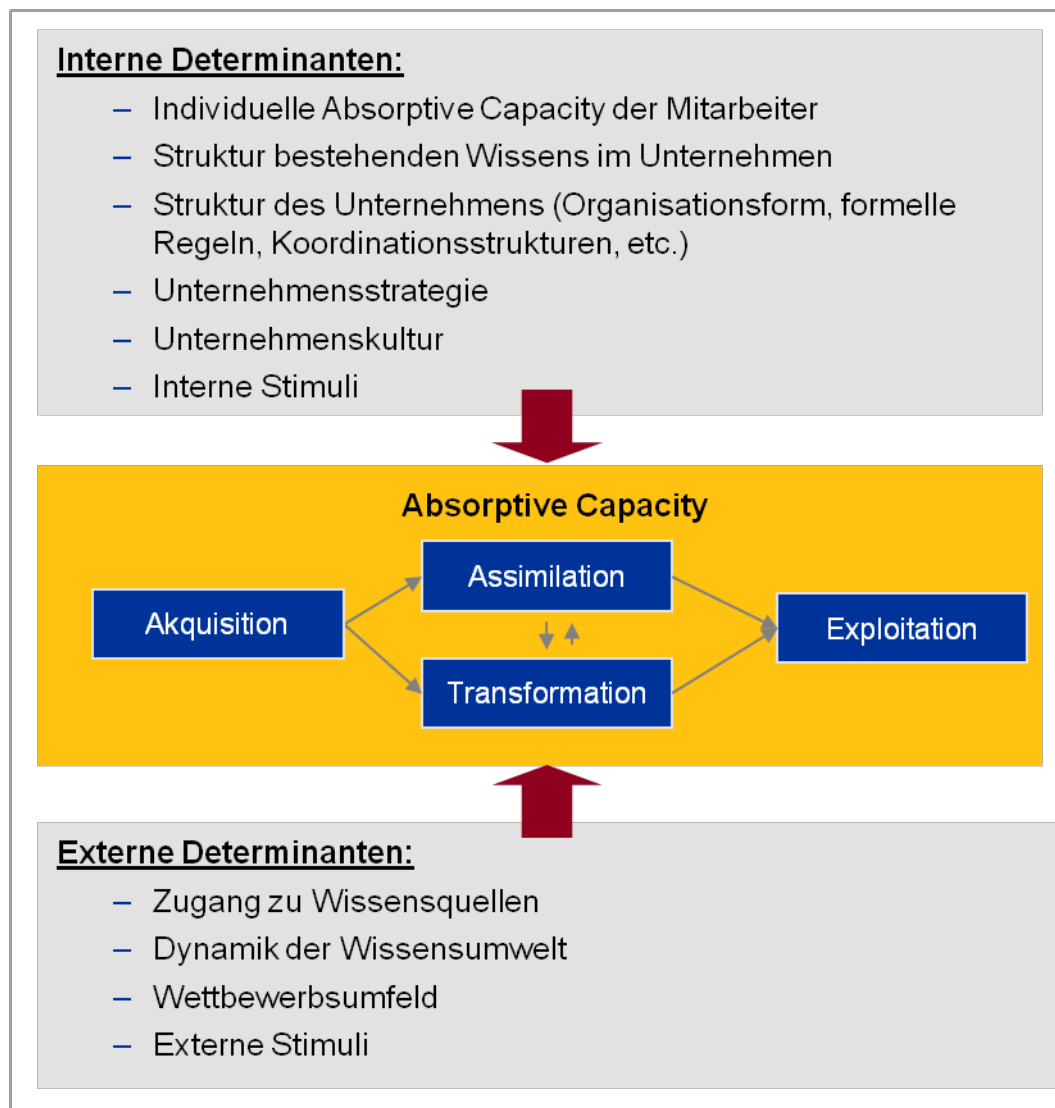 Interne Determinanten:
– Individuelle Absorptive Capacity der Mitarbeiter
– Struktur bestehenden Wissens im Unternehmen
– Struktur des Unternehmens (Organisationsform, formelle
Regeln, Koordinationsstrukturen, etc.)
– Unternehmensstrategie
– Unternehmenskultur
– Interne Stimuli
Absorptive Capacity
Assimilation
Akquisition
Exploitation
Transformation
Externe Determinanten:
– Zugang zu Wissensquellen
– Dynamik der Wissensumwelt
– Wettbewerbsumfeld
– Externe Stimuli